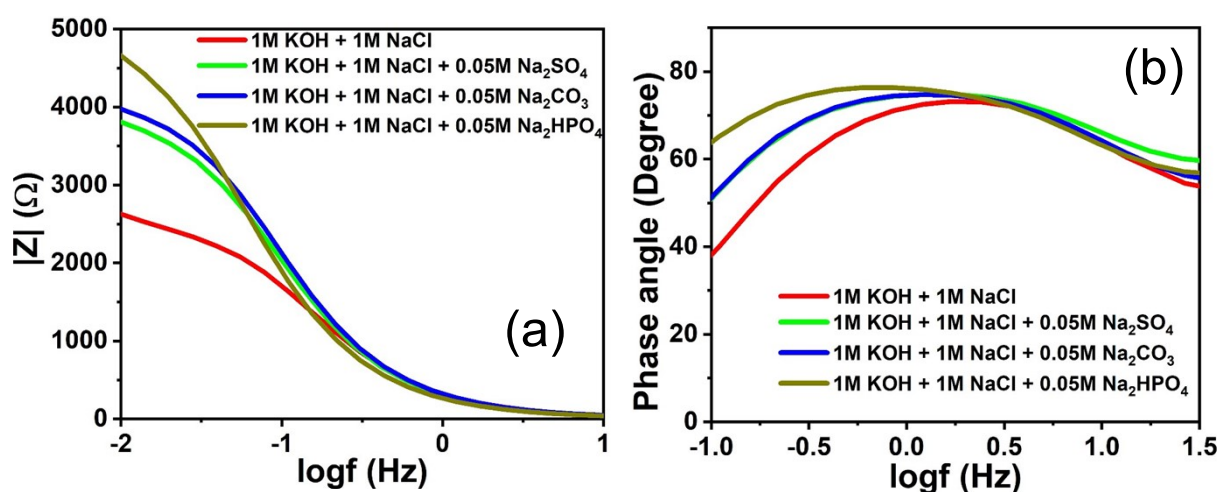 (a)
5000
4000
3000
2000
1000
0
|Z| (Ω)
1M KOH + 1M NaCl
1M KOH + 1M NaCl + 0.05M Na₂SO₄
1M KOH + 1M NaCl + 0.05M Na₂CO₃
1M KOH + 1M NaCl + 0.05M Na₂HPO₄
-2 -1 0 1
logf (Hz)
(b)
80
60
40
20
0
Phase angle (Degree)
1M KOH + 1M NaCl
1M KOH + 1M NaCl + 0.05M Na₂SO₄
1M KOH + 1M NaCl + 0.05M Na₂CO₃
1M KOH + 1M NaCl + 0.05M Na₂HPO₄
-1.0 -0.5 0.0 0.5 1.0 1.5
logf (Hz)